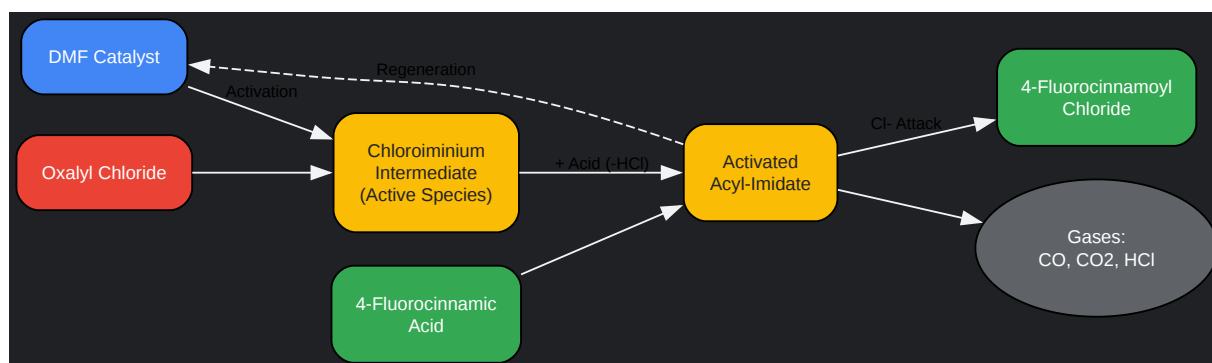 DMF Catalyst
Regeneration
Activation
Oxalyl Chloride
Chloroiminium
Intermediate
(Active Species)
+ Acid (-HCl)
4-Fluorocinnamic
Acid
Activated
Acyl-Imidate
Cl- Attack
4-Fluorocinnamoyl
Chloride
Gases:
CO, CO2, HCl